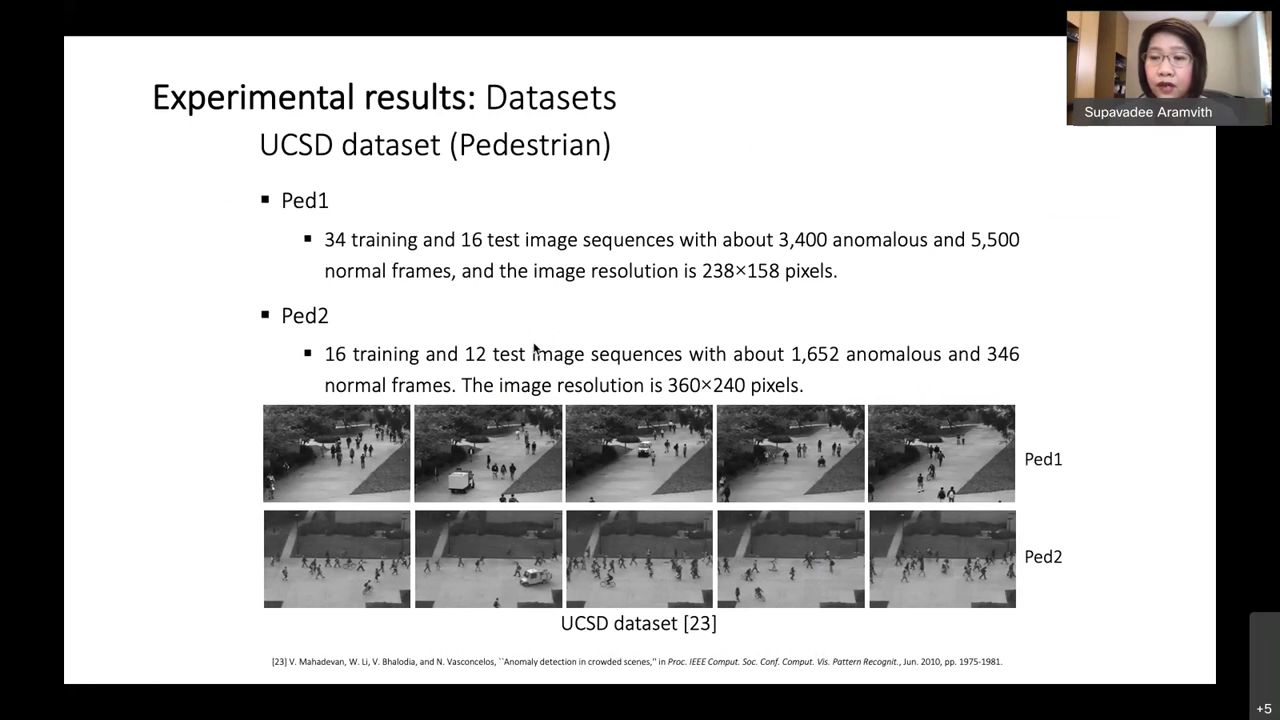 Experimental results: Datasets
UCSD dataset (Pedestrian)
▪ Ped1
▪ 34 training and 16 test image sequences with about 3,400 anomalous and 5,500
normal frames, and the image resolution is 238×158 pixels.
▪ Ped2
▪ 16 training and 12 test image sequences with about 1,652 anomalous and 346
normal frames. The image resolution is 360×240 pixels.
Ped1
Ped2
UCSD dataset [23]
[23] V. Mahadevan, W. Li, V. Bhalodia, and N. Vasconcelos, ``Anomaly detection in crowded scenes,'' in Proc. IEEE Comput. Soc. Conf. Comput. Vis. Pattern Recognit., Jun. 2010, pp. 1975-1981.
Supavadee Aramvith
+5